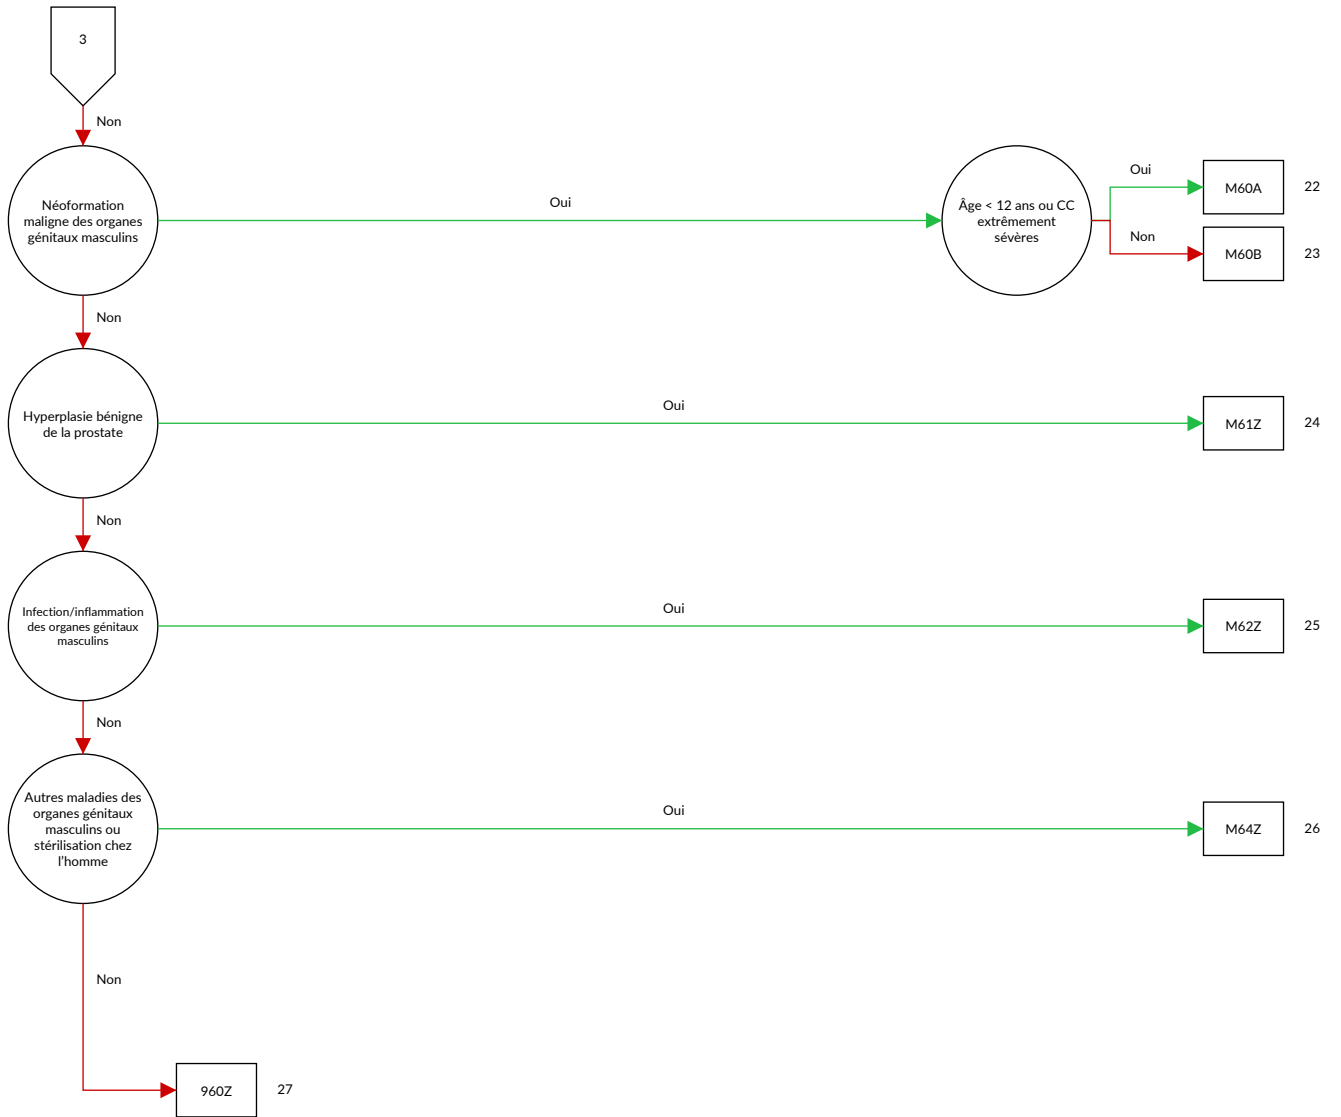 3
Non
Néoformation
maligne des organes
génitaux masculins
Oui
Âge < 12 ans ou CC
extrêmement
sévères
Oui
M60A
22
Non
M60B
23
Non
Hyperplasie bénigne
de la prostate
Oui
M61Z
24
Non
Infection/inflammation
des organes génitaux
masculins
Oui
M62Z
25
Non
Autres maladies des
organes génitaux
masculins ou
stérilisation chez
l'homme
Oui
M64Z
26
Non
960Z
27